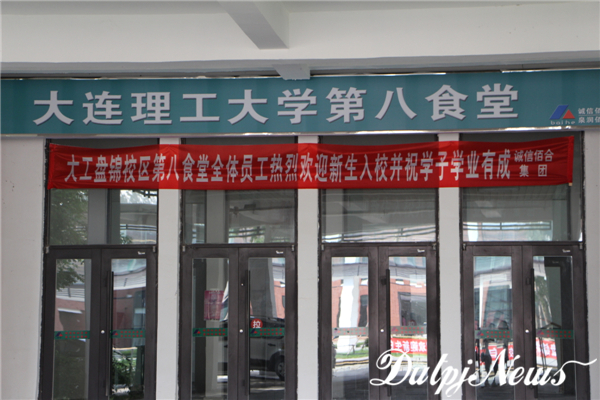 大连理工大学第八食堂
baihe
大工盘锦校区第八食堂全体员工热烈欢迎新生入校并祝学子学业有成
诚信佰合
集团
拉
DalpjNews